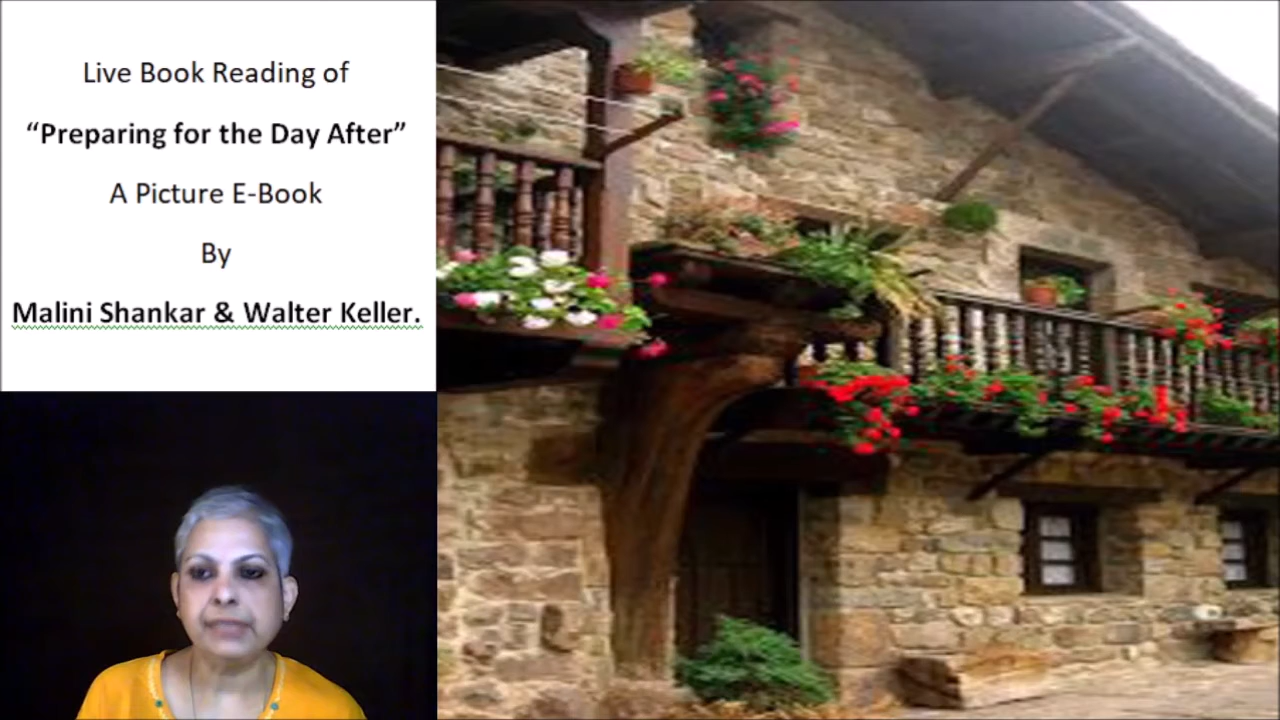 Live Book Reading of
“Preparing for the Day After”
A Picture E-Book
By
Malini Shankar & Walter Keller.